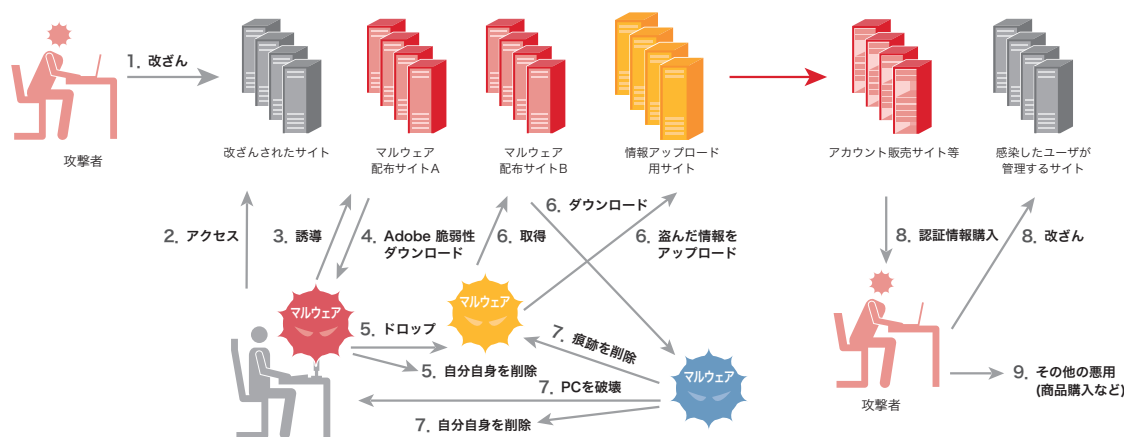 1. 改ざん
攻撃者
改ざんされたサイト
マルウェア
配布サイトA
マルウェア
配布サイトB
情報アップロード
用サイト
アカウント販売サイト等
感染したユーザが
管理するサイト
2. アクセス
3. 誘導
4. Adobe 脆弱性
ダウンロード
6. 取得
6. ダウンロード
6. 盗んだ情報を
アップロード
8. 認証情報購入
8. 改ざん
マルウェア
マルウェア
マルウェア
5. ドロップ
5. 自分自身を削除
7. 痕跡を削除
7. PCを破壊
7. 自分自身を削除
攻撃者
9. その他の悪用
(商品購入など)